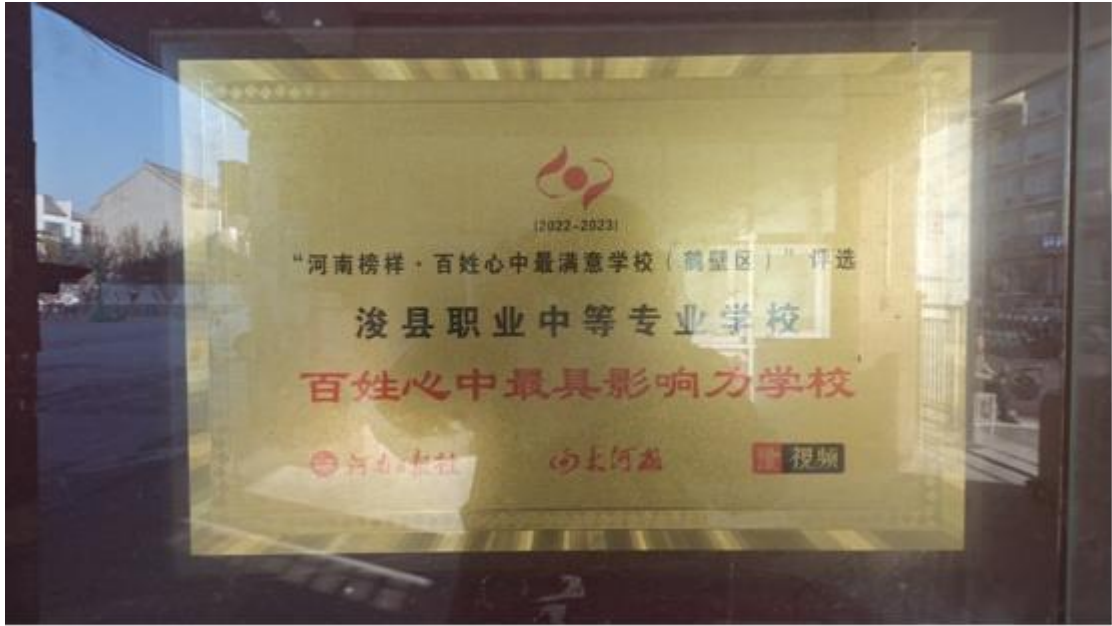 (2022-2023)
“河南榜样·百姓心中最满意学校(鹤壁区)”评选
浚县职业中等专业学校
百姓心中最具影响力学校
河南日报社
大河报
视频